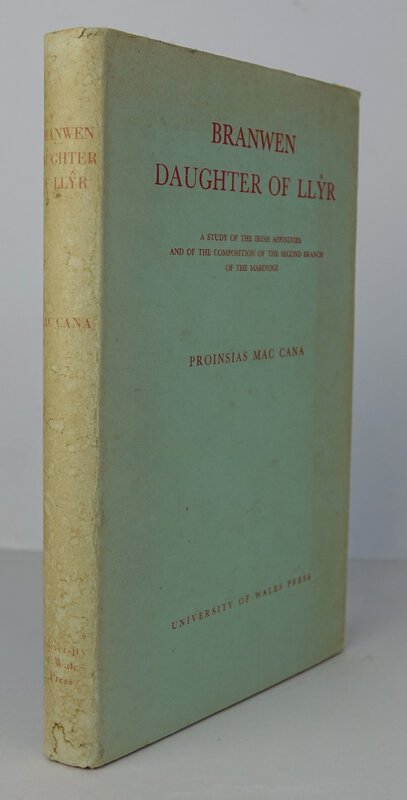 BRANWEN
DAUGHTER OF LLŶR
A STUDY OF THE IRISH AFFINITIES
AND OF THE COMPOSITION OF THE SECOND BRANCH
OF THE MABINOGI
PROINSIAS MAC CANA
UNIVERSITY OF WALES PRESS
BRANWEN
DAUGHTER
OF LLŶR
MAC CANA
University
of Wales
Press